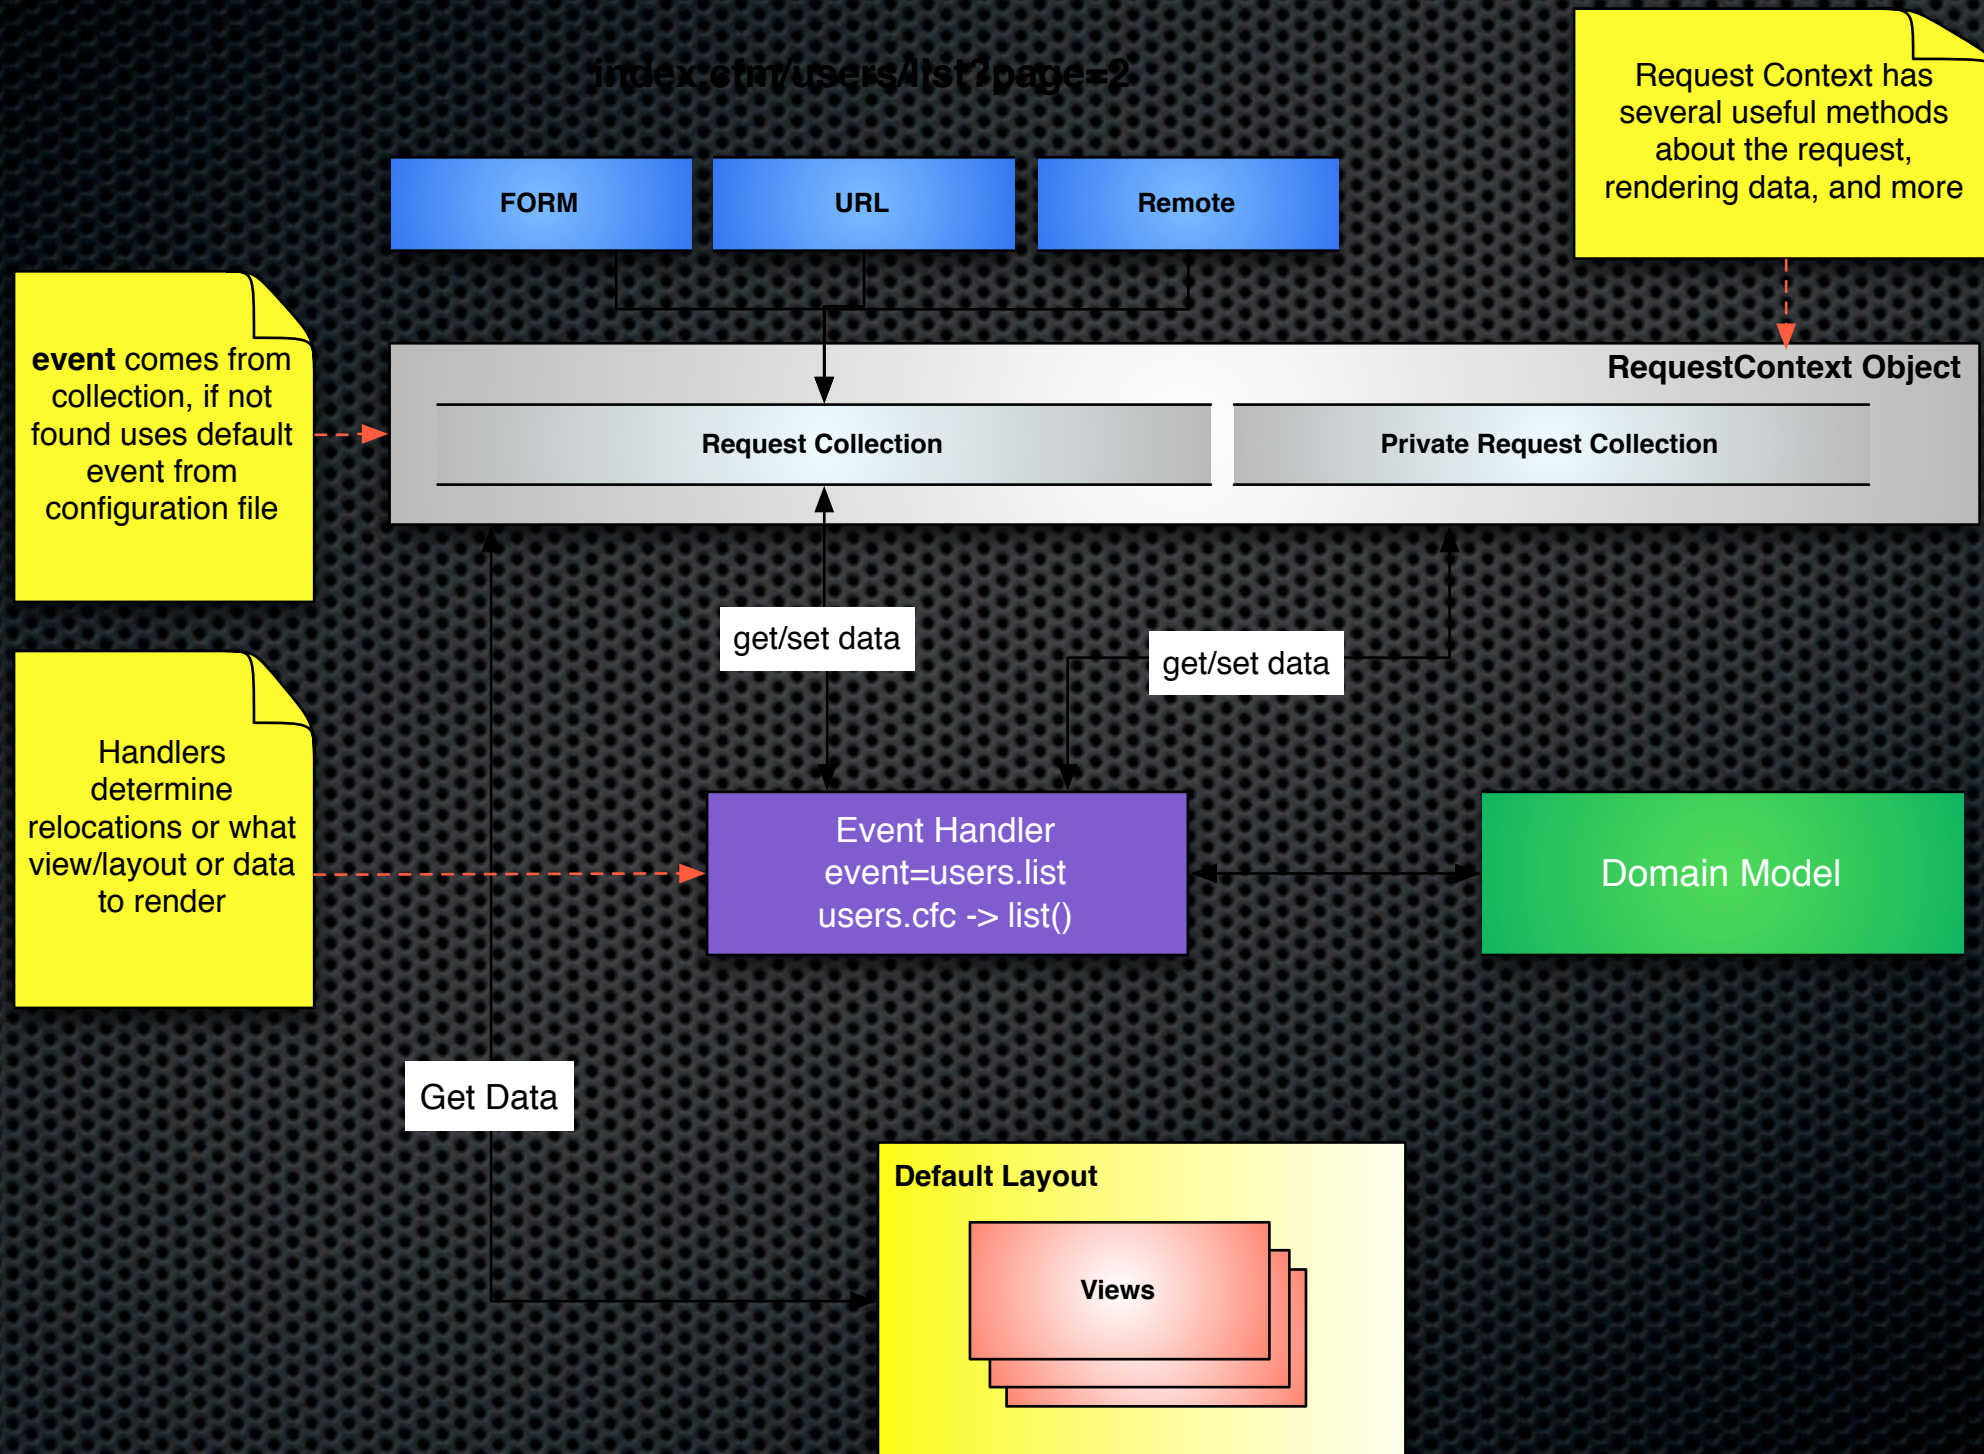 index.cfm/users/list?page=2
Request Context has
several useful methods
about the request,
rendering data, and more
FORM
URL
Remote
event comes from
collection, if not
found uses default
event from
configuration file
RequestContext Object
Request Collection
Private Request Collection
get/set data
get/set data
Handlers
determine
relocations or what
view/layout or data
to render
Event Handler
event=users.list
users.cfc -> list()
Domain Model
Get Data
Default Layout
Views